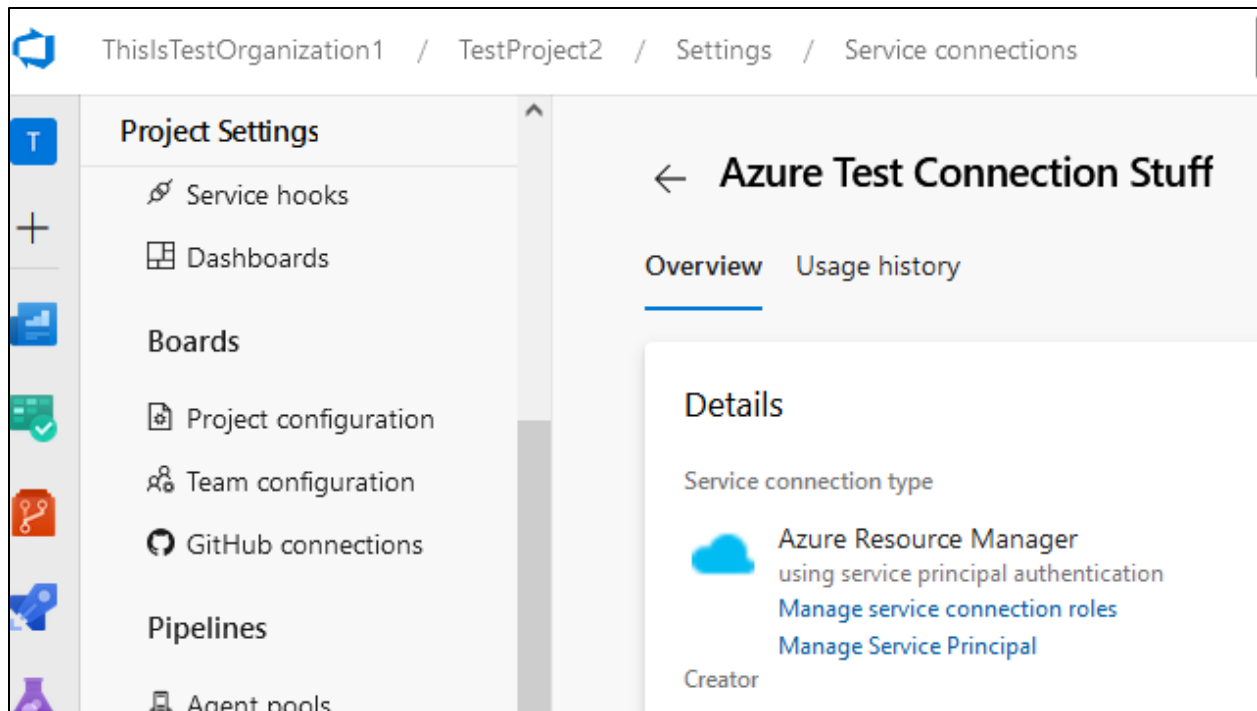 ThisIsTestOrganization1 / TestProject2 / Settings / Service connections
T
Project Settings
Service hooks
Dashboards
Boards
Project configuration
Team configuration
GitHub connections
Pipelines
Agent pools
Azure Test Connection Stuff
Overview Usage history
Details
Service connection type
Azure Resource Manager
using service principal authentication
Manage service connection roles
Manage Service Principal
Creator